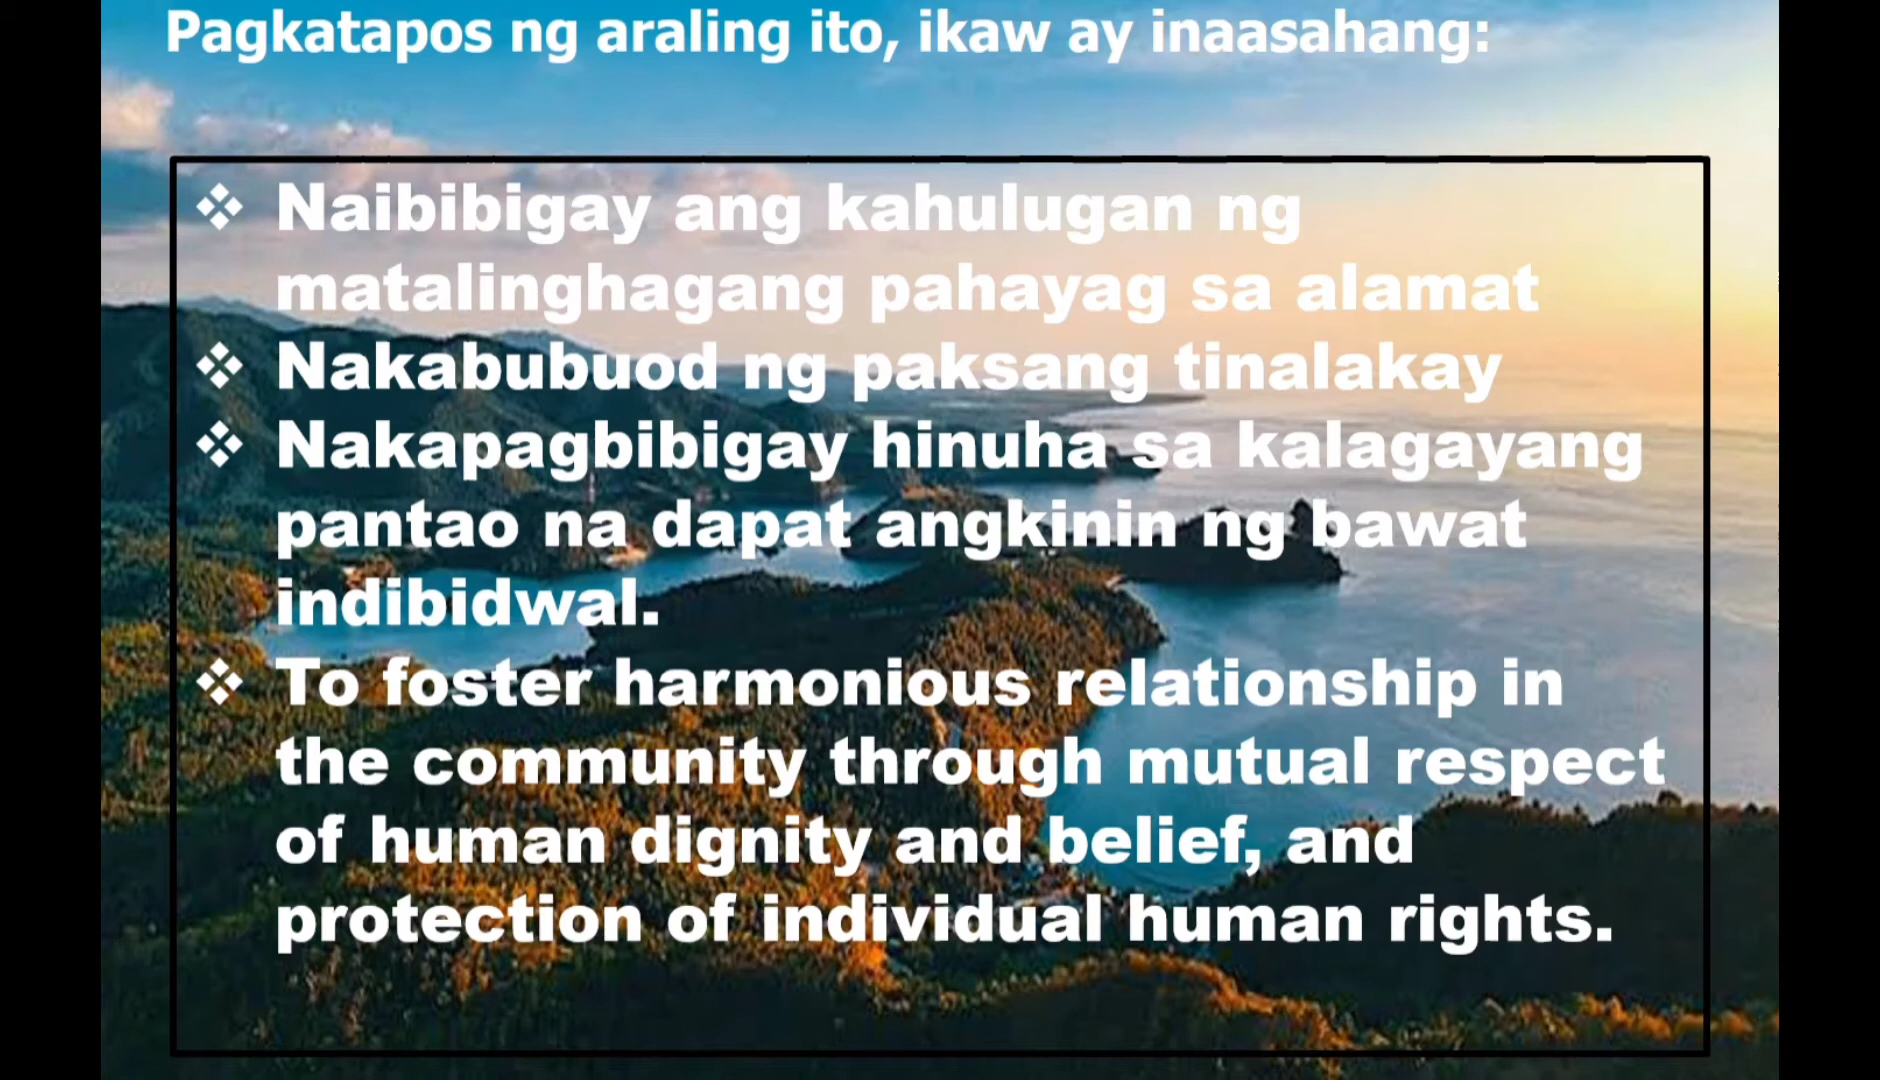 Pagkatapos ng araling ito, ikaw ay inaasahang:
❖ Naibibigay ang kahulugan ng
matalinghagang pahayag sa alamat
❖ Nakabubuod ng paksang tinalakay
❖ Nakapagbibigay hinuha sa kalagayang
pantao na dapat angkinin ng bawat
indibidwal.
❖ To foster harmonious relationship in
the community through mutual respect
of human dignity and belief, and
protection of individual human rights.